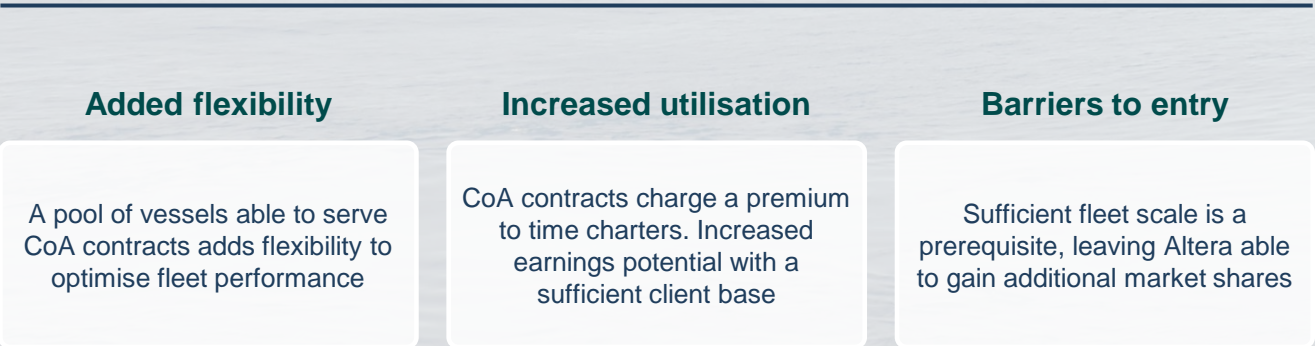 Added flexibility
A pool of vessels able to serve
CoA contracts adds flexibility to
optimise fleet performance
Increased utilisation
CoA contracts charge a premium
to time charters. Increased
earnings potential with a
sufficient client base
Barriers to entry
Sufficient fleet scale is a
prerequisite, leaving Altera able
to gain additional market shares